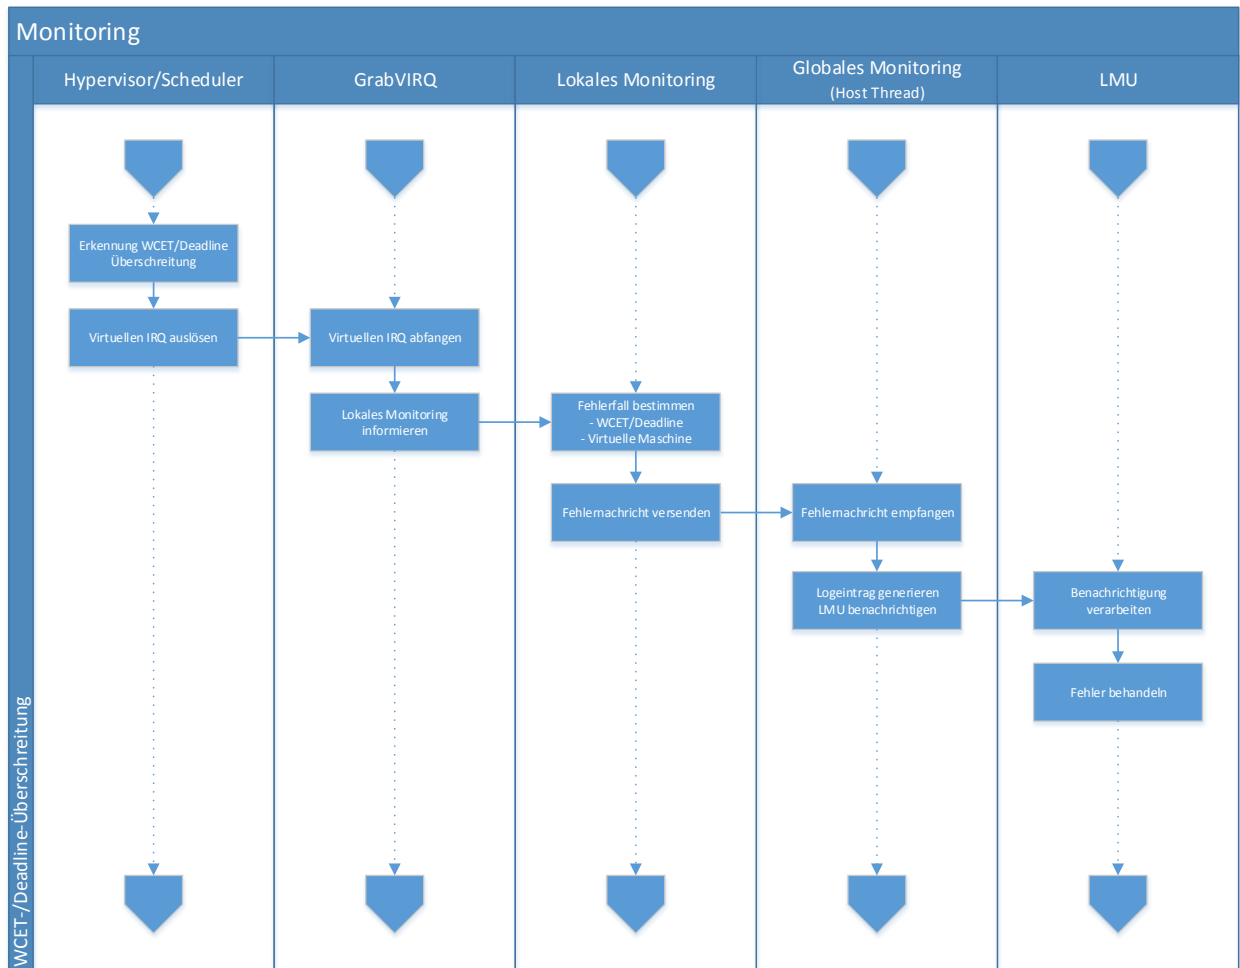 Monitoring
Hypervisor/Scheduler
GrabVIRQ
Lokales Monitoring
Globales Monitoring
(Host Thread)
LMU
WCET-/Deadline-Überschreitung
Erkennung WCET/Deadline
Überschreitung
Virtuellen IRQ auslösen
Virtuellen IRQ abfangen
Lokales Monitoring
informieren
Fehlerfall bestimmen
- WCET/Deadline
- Virtuelle Maschine
Fehlernachricht versenden
Fehlernachricht empfangen
Logeintrag generieren
LMU benachrichtigen
Benachrichtigung
verarbeiten
Fehler behandeln